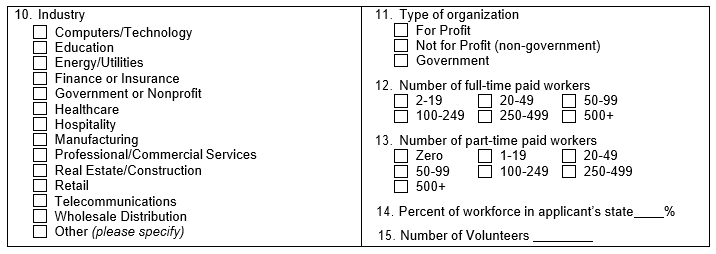 10. Industry
Computers/Technology
Education
Energy/Utilities
Finance or Insurance
Government or Nonprofit
Healthcare
Hospitality
Manufacturing
Professional/Commercial Services
Real Estate/Construction
Retail
Telecommunications
Wholesale Distribution
Other (please specify)
11. Type of organization
For Profit
Not for Profit (non-government)
Government
12. Number of full-time paid workers
2-19 20-49 50-99
100-249 250-499 500+
13. Number of part-time paid workers
Zero 1-19 20-49
50-99 100-249 250-499
500+
14. Percent of workforce in applicant's state____%
15. Number of Volunteers ________